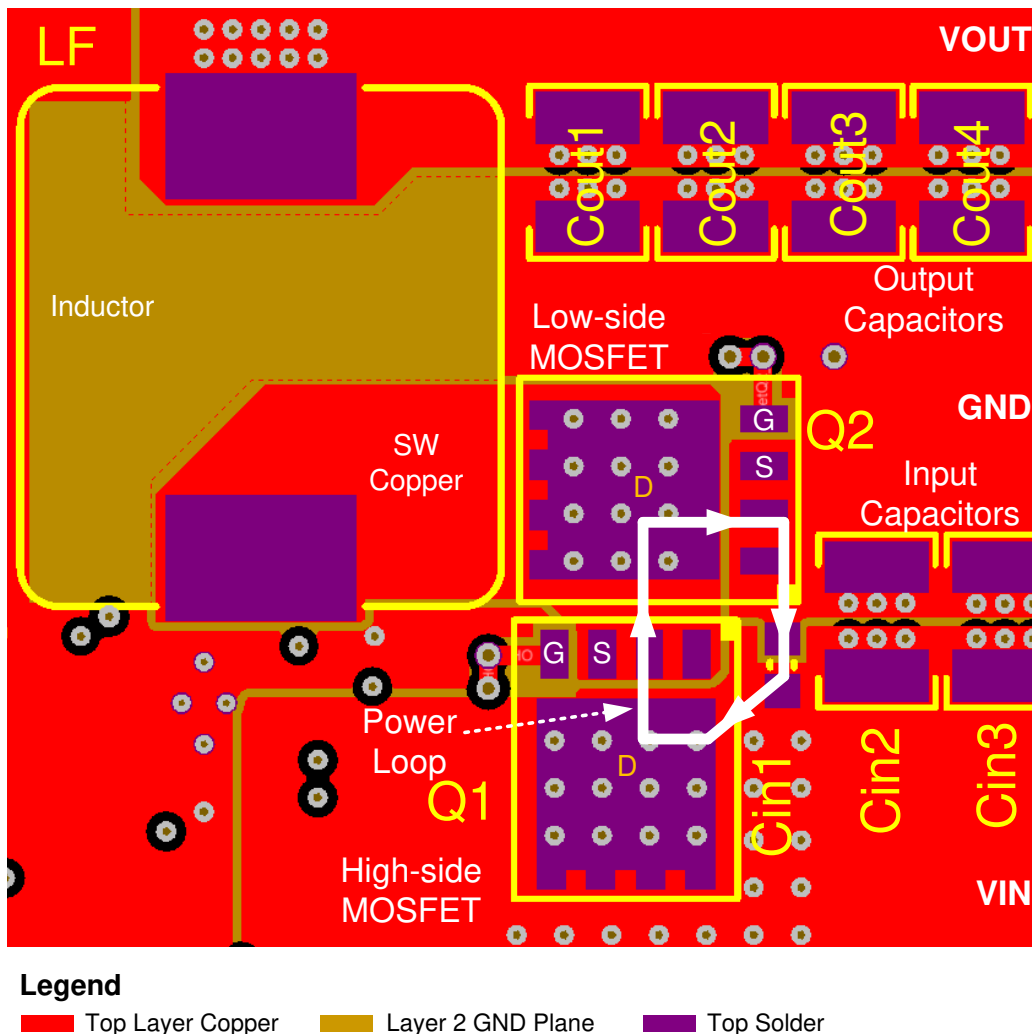 LF
VOUT
Cout1
Cout2
Cout3
Cout4
Inductor
Output
Capacitors
Low-side
MOSFET
GND
G
Q2
S
SW
Copper
D
Input
Capacitors
G
S
Power
Loop
D
Q1
Cin1
Cin2
Cin3
High-side
MOSFET
VIN
Legend
Top Layer Copper
Layer 2 GND Plane
Top Solder